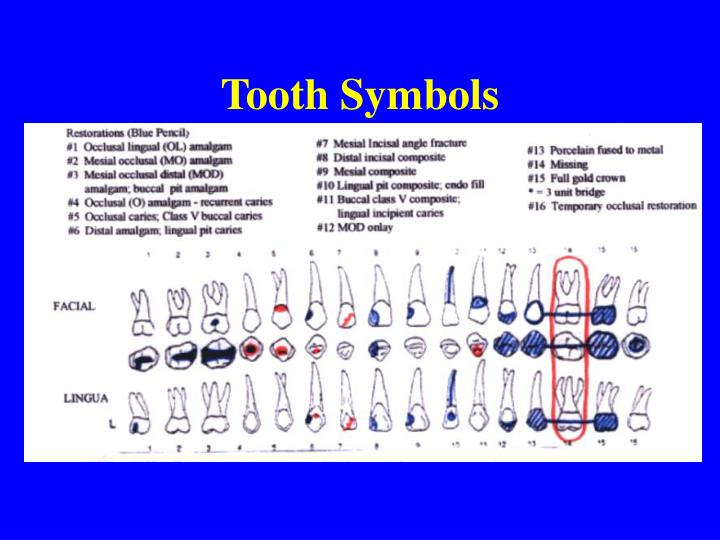 Tooth Symbols
Restorations (Blue Pencil)
#1 Occlusal lingual (OL) amalgam
#2 Mesial occlusal (MO) amalgam
#3 Mesial occlusal distal (MOD)
amalgam; buccal pit amalgam
#4 Occlusal (O) amalgam - recurrent caries
#5 Occlusal caries; Class V buccal caries
#6 Distal amalgam; lingual pit caries
#7 Mesial Incisal angle fracture
#8 Distal incisal composite
#9 Mesial composite
#10 Lingual pit composite; endo fill
#11 Buccal class V composite;
lingual incipient caries
#12 MOD onlay
#13 Porcelain fused to metal
#14 Missing
#15 Full gold crown
* = 3 unit bridge
#16 Temporary occlusal restoration
1 2 3 4 5 6 7 8 9 11 12 13 14 15 16
FACIAL
LINGUA
L
1 2 3 4 5 6 7 8 9 10 11 12 13 14 15 16